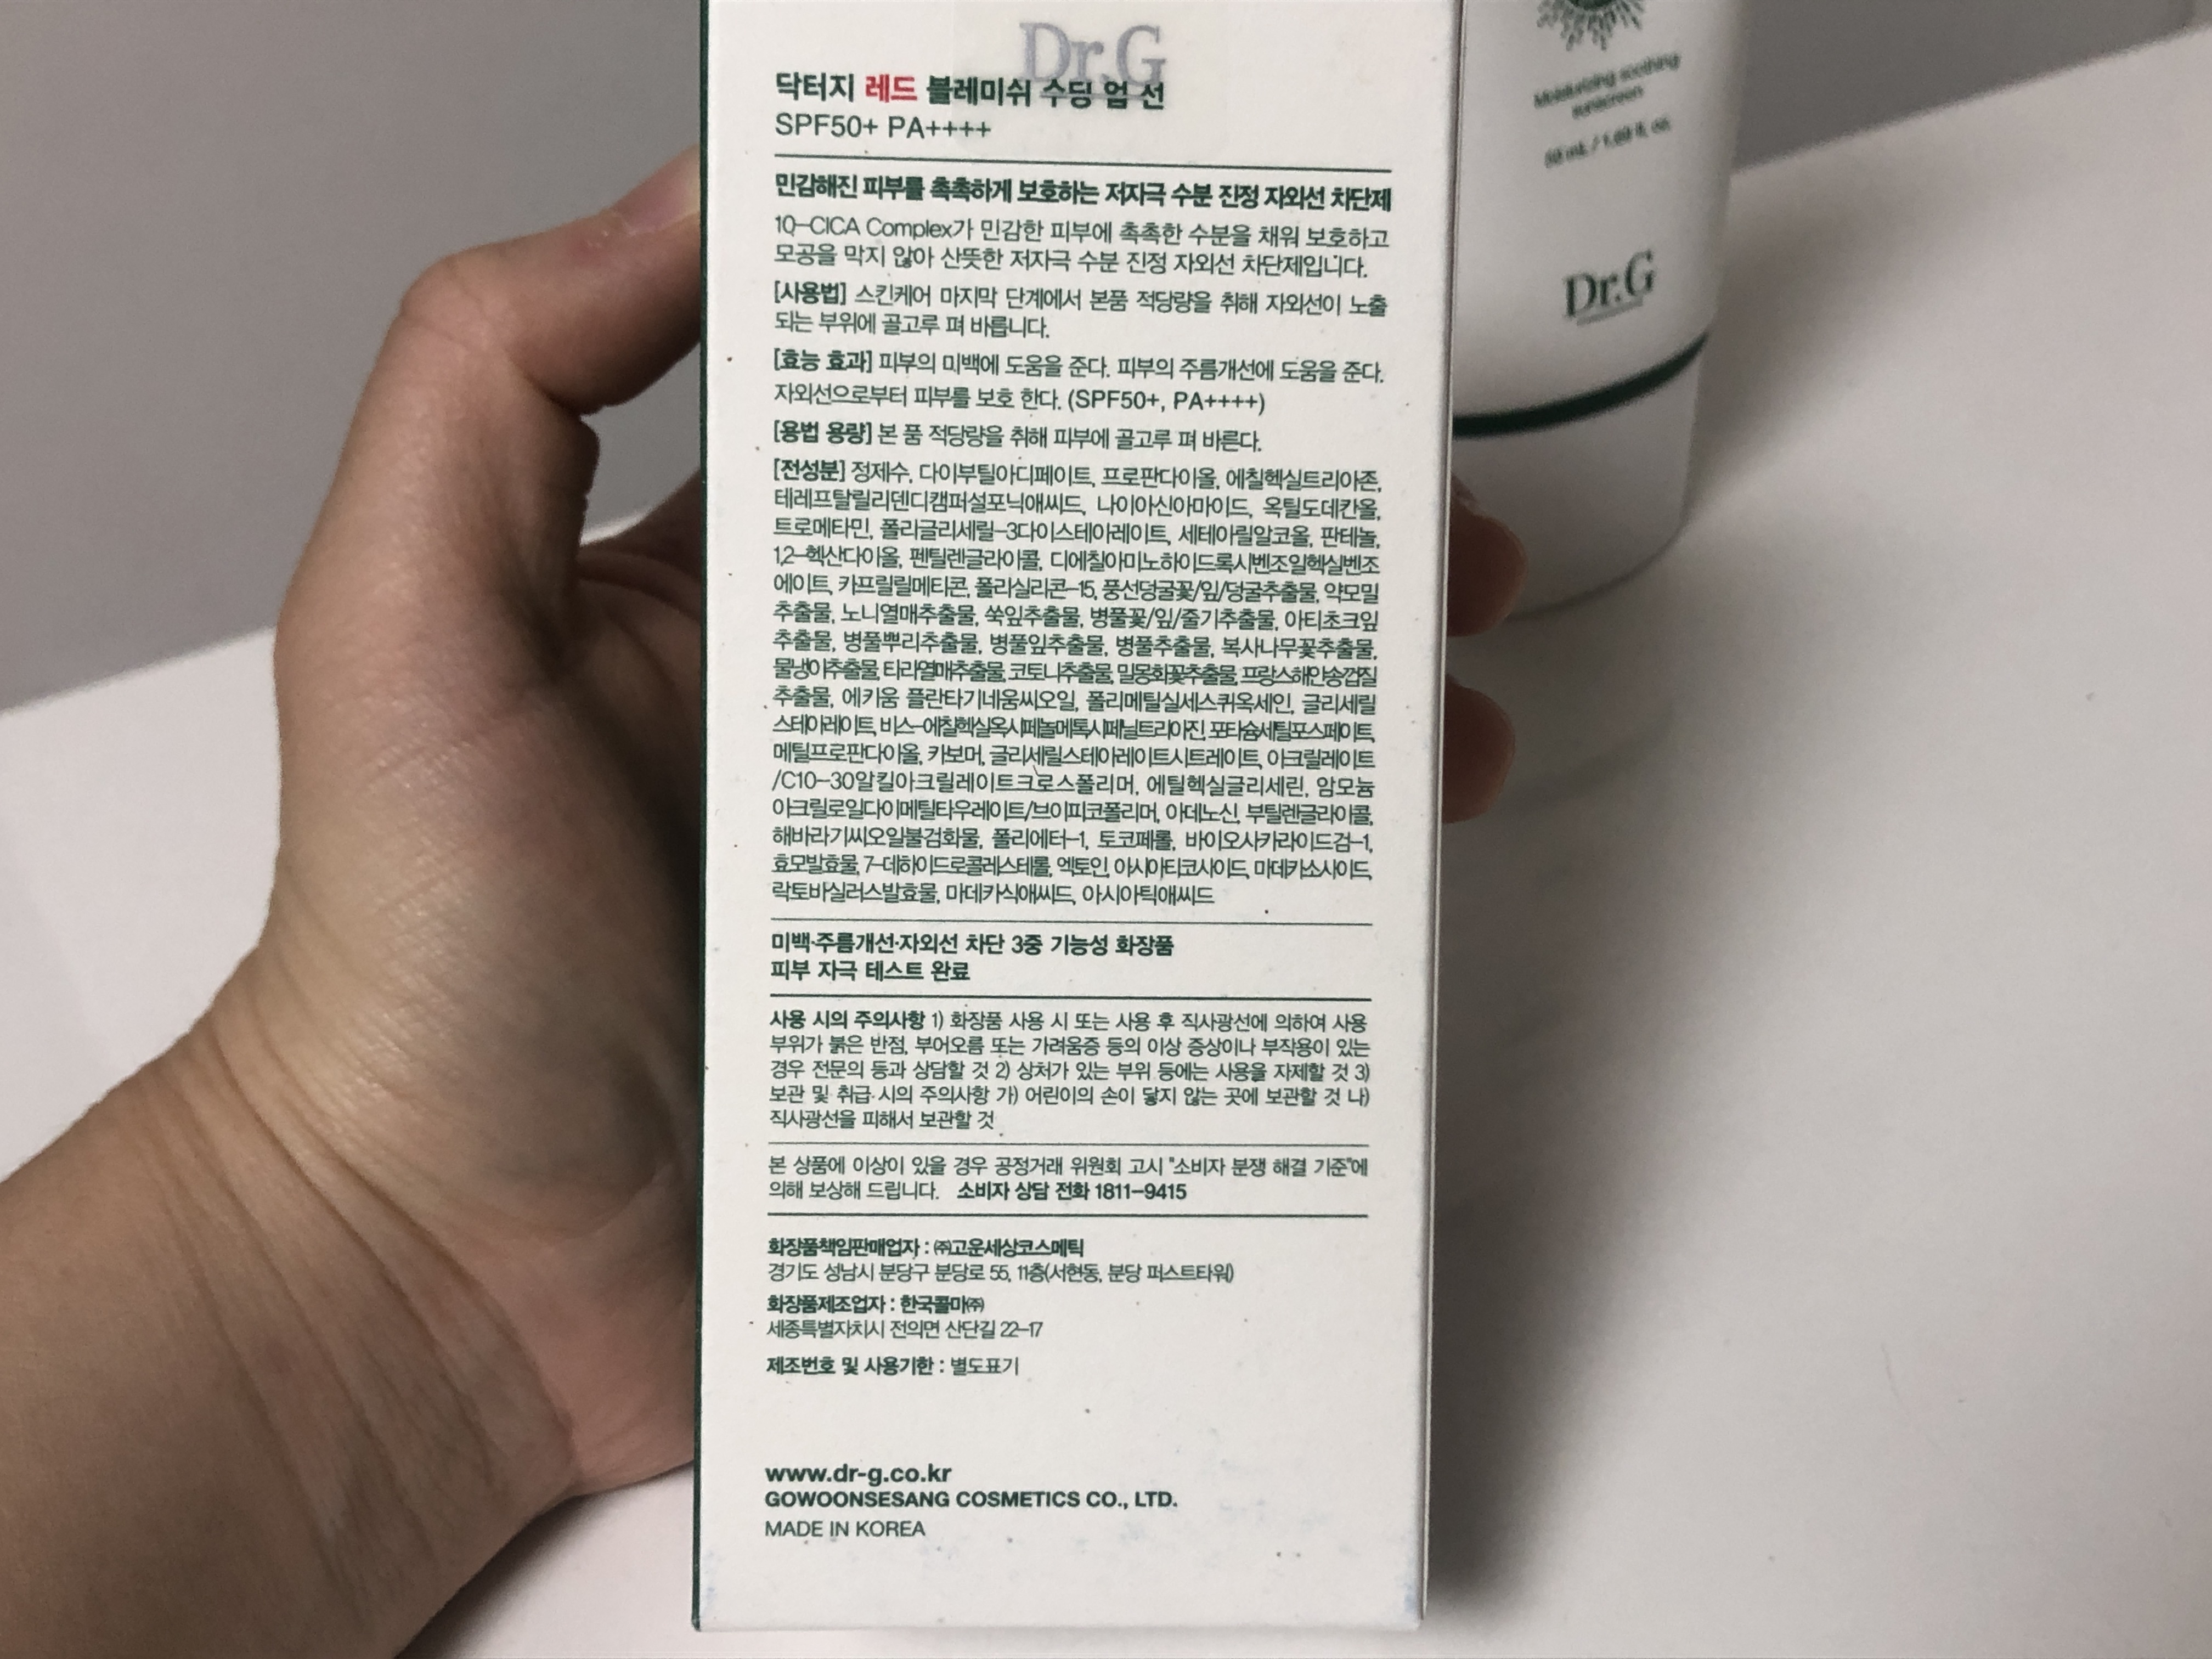 Dr.G
닥터지 레드 블레미쉬 수딩 업 선
SPF50+ PA++++
민감해진 피부를 촉촉하게 보호하는 저자극 수분 진정 자외선 차단제
10-CICA Complex가 민감한 피부에 촉촉한 수분을 채워 보호하고
모공을 막지 않아 산뜻한 저자극 수분 진정 자외선 차단제입니다.
[사용법] 스킨케어 마지막 단계에서 본품 적당량을 취해 자외선이 노출
되는 부위에 골고루 펴 바릅니다.
[효능 효과] 피부의 미백에 도움을 준다. 피부의 주름개선에 도움을 준다.
자외선으로부터 피부를 보호 한다. (SPF50+, PA++++)
[용법 용량] 본 품 적당량을 취해 피부에 골고루 펴 바른다.
[전성분] 정제수, 다이부틸아디페이트, 프로판다이올, 에칠헥실트리아존,
테레프탈릴리덴디캠퍼설포닉애씨드, 나이아신아마이드, 옥틸도데칸올,
트로메타민, 폴리글리세릴-3다이스테아레이트, 세테아릴알코올, 판테놀,
1,2-헥산다이올, 펜틸렌글라이콜, 디에칠아미노하이드록시벤조일헥실벤조
에이트, 카프릴릴메티콘, 폴리실리콘-15, 풍선덩굴꽃/잎/덩굴추출물, 약모밀
추출물, 노니열매추출물, 쑥잎추출물, 병풀꽃/잎/줄기추출물, 아티초크잎
추출물, 병풀뿌리추출물, 병풀잎추출물, 병풀추출물, 복사나무꽃추출물,
물냉이추출물, 티라열매추출물, 코토니추출물, 밀몽화꽃추출물, 프랑스해안송껍질
추출물, 에키움 플란타기네움씨오일, 폴리메틸실세스퀴옥세인, 글리세릴
스테아레이트, 비스-에칠헥실옥시페놀메톡시페닐트리아진, 포타슘세틸포스페이트,
메틸프로판다이올, 카보머, 글리세릴스테아레이트시트레이트, 아크릴레이트
/C10-30알킬아크릴레이트크로스폴리머, 에틸헥실글리세린, 암모늄
아크릴로일다이메틸타우레이트/브이피코폴리머, 아데노신, 부틸렌글라이콜,
해바라기씨오일불검화물, 폴리에터-1, 토코페롤, 바이오사카라이드검-1,
효모발효물, 7-데하이드로콜레스테롤, 엑토인, 아시아티코사이드, 마데카소사이드,
락토바실러스발효물, 마데카식애씨드, 아시아틱애씨드
미백·주름개선·자외선 차단 3중 기능성 화장품
피부 자극 테스트 완료
사용 시의 주의사항 1) 화장품 사용 시 또는 사용 후 직사광선에 의하여 사용
부위가 붉은 반점, 부어오름 또는 가려움증 등의 이상 증상이나 부작용이 있는
경우 전문의 등과 상담할 것 2) 상처가 있는 부위 등에는 사용을 자제할 것 3)
보관 및 취급 시의 주의사항 가) 어린이의 손이 닿지 않는 곳에 보관할 것 나)
직사광선을 피해서 보관할 것
본 상품에 이상이 있을 경우 공정거래 위원회 고시 "소비자 분쟁 해결 기준"에
의해 보상해 드립니다. 소비자 상담 전화 1811-9415
화장품책임판매업자 : ㈜고운세상코스메틱
경기도 성남시 분당구 분당로 55, 11층(서현동, 분당 퍼스트타워)
화장품제조업자 : 한국콜마㈜
세종특별자치시 전의면 산단길 22-17
제조번호 및 사용기한 : 별도표기
www.dr-g.co.kr
GOWOONSESANG COSMETICS CO., LTD.
MADE IN KOREA
Moisturizing soothing
sunscreen
50 mL / 1.69 fl. oz.
Dr.G